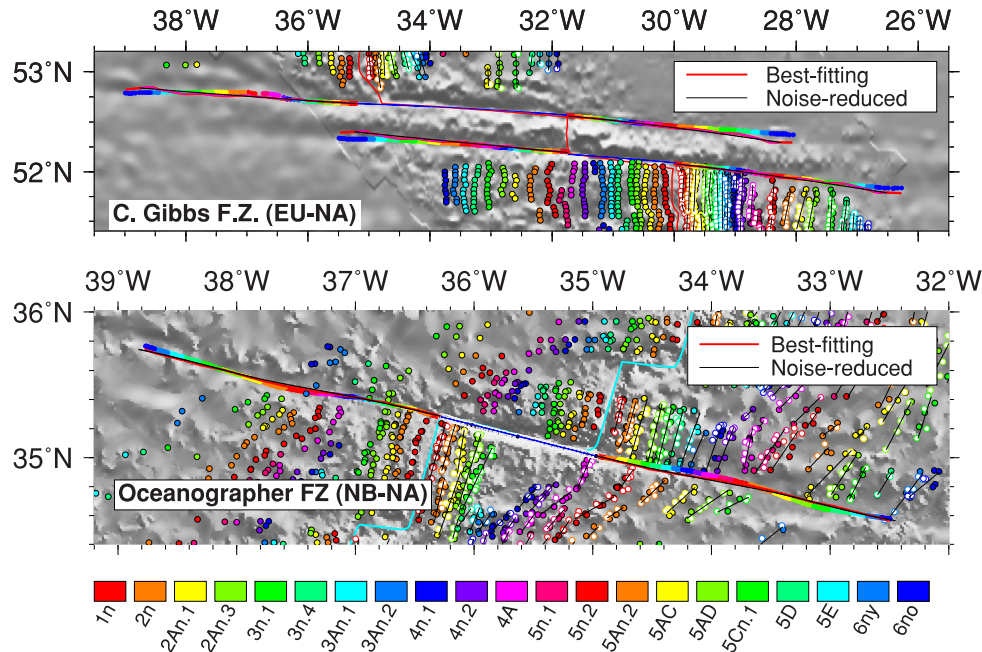 38°W 36°W 34°W 32°W 30°W 28°W 26°W
53°N
52°N
Best-fitting
Noise-reduced
C. Gibbs F.Z. (EU-NA)
39°W 38°W 37°W 36°W 35°W 34°W 33°W 32°W
36°N
35°N
Best-fitting
Noise-reduced
Oceanographer FZ (NB-NA)
1n 2n 2An.1 2An.3 3n.1 3n.4 3An.1 3An.2 4n.1 4n.2 4A 5n.1 5n.2 5An.2 5AC 5AD 5Cn.1 5D 5E 6ny 6no